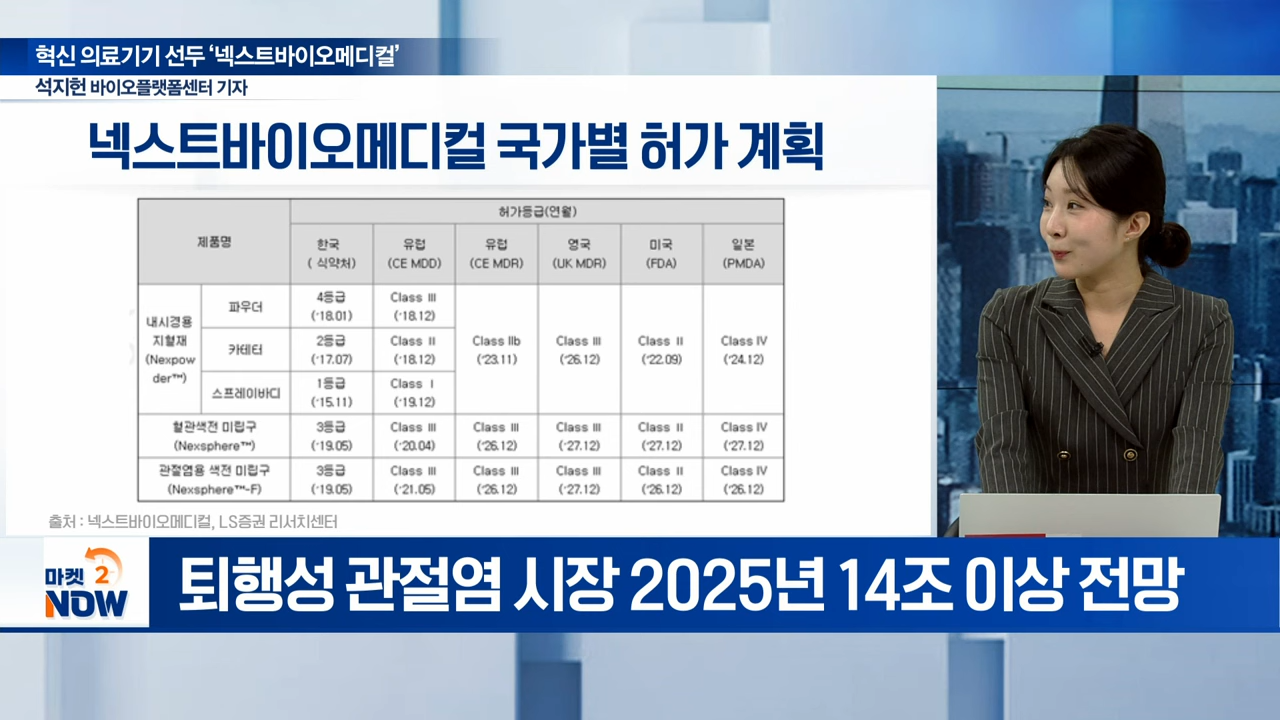 혁신 의료기기 선두 ‘넥스트바이오메디컬’
석지헌 바이오플랫폼센터 기자
넥스트바이오메디컬 국가별 허가 계획
제품명
허가등급(연월)
한국
( 식약처)
유럽
(CE MDD)
유럽
(CE MDR)
영국
(UK MDR)
미국
(FDA)
일본
(PMDA)
내시경용
지혈재
(Nexpow
der™)
파우더
4등급
(‘18.01)
Class III
(‘18.12)
카테터
2등급
(‘17.07)
Class II
(‘18.12)
스프레이바디
1등급
(‘15.11)
Class I
(‘19.12)
Class IIb
(‘23.11)
Class III
(‘26.12)
Class II
(‘22.09)
Class IV
(‘24.12)
혈관색전 미립구
(Nexsphere™)
3등급
(‘19.05)
Class III
(‘20.04)
Class III
(‘26.12)
Class III
(‘27.12)
Class II
(‘27.12)
Class IV
(‘27.12)
관절염용 색전 미립구
(Nexsphere™-F)
3등급
(‘19.05)
Class III
(‘21.05)
Class III
(‘26.12)
Class III
(‘27.12)
Class II
(‘26.12)
Class IV
(‘26.12)
출처 : 넥스트바이오메디컬, LS증권 리서치센터
마켓 2
NOW
퇴행성 관절염 시장 2025년 14조 이상 전망